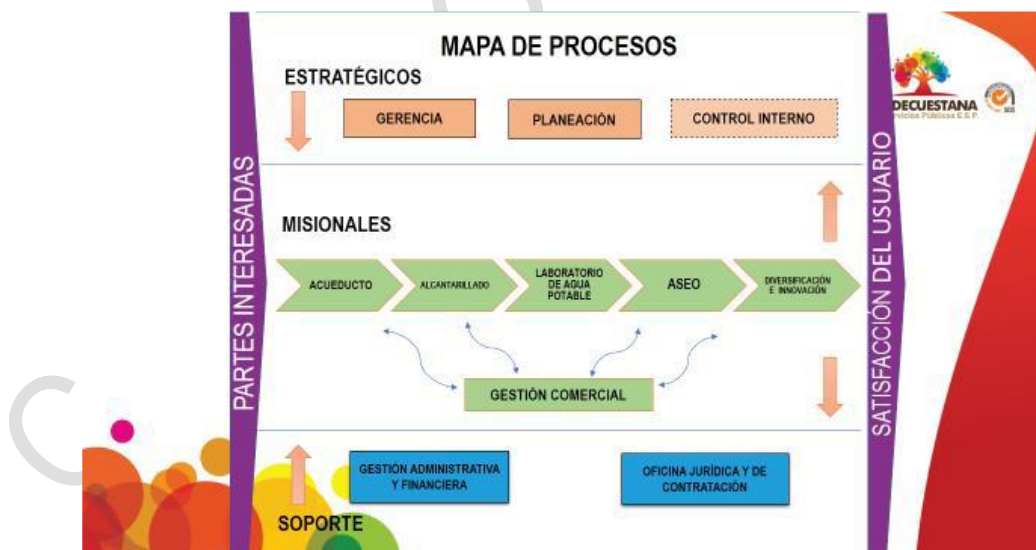 MAPA DE PROCESOS
ESTRATÉGICOS
GERENCIA
PLANEACIÓN
CONTROL INTERNO
DECUESTANA
PARTES INTERESADAS
SATISFACCIÓN DEL USUARIO
MISIONALES
ACUEDUCTO
ALCANTARILLADO
LABORATORIO
DE AGUA
POTABLE
ASEO
DIVERSIFICACIÓN
E INNOVACIÓN
GESTIÓN COMERCIAL
GESTIÓN ADMINISTRATIVA
Y FINANCIERA
OFICINA JURÍDICA Y DE
CONTRATACIÓN
SOPORTE